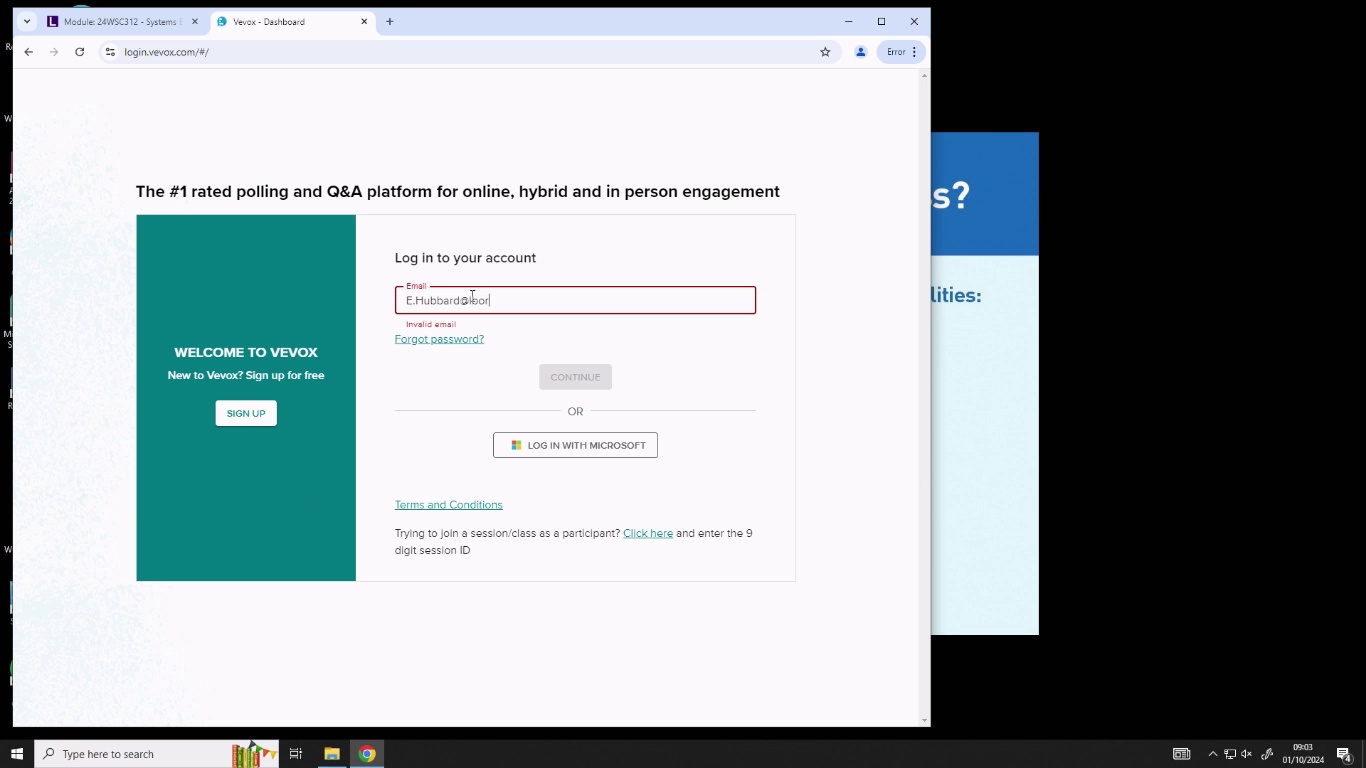 Module: 24WSC312 - Systems
Vevox - Dashboard
login.vevox.com/#/
Error
The #1 rated polling and Q&A platform for online, hybrid and in person engagement
WELCOME TO VEVOX
New to Vevox? Sign up for free
SIGN UP
Log in to your account
Email
E.Hubbard@lbor
Invalid email
Forgot password?
CONTINUE
OR
LOG IN WITH MICROSOFT
Terms and Conditions
Trying to join a session/class as a participant? Click here and enter the 9
digit session ID
s?
lities:
Type here to search
09:03
01/10/2024
4